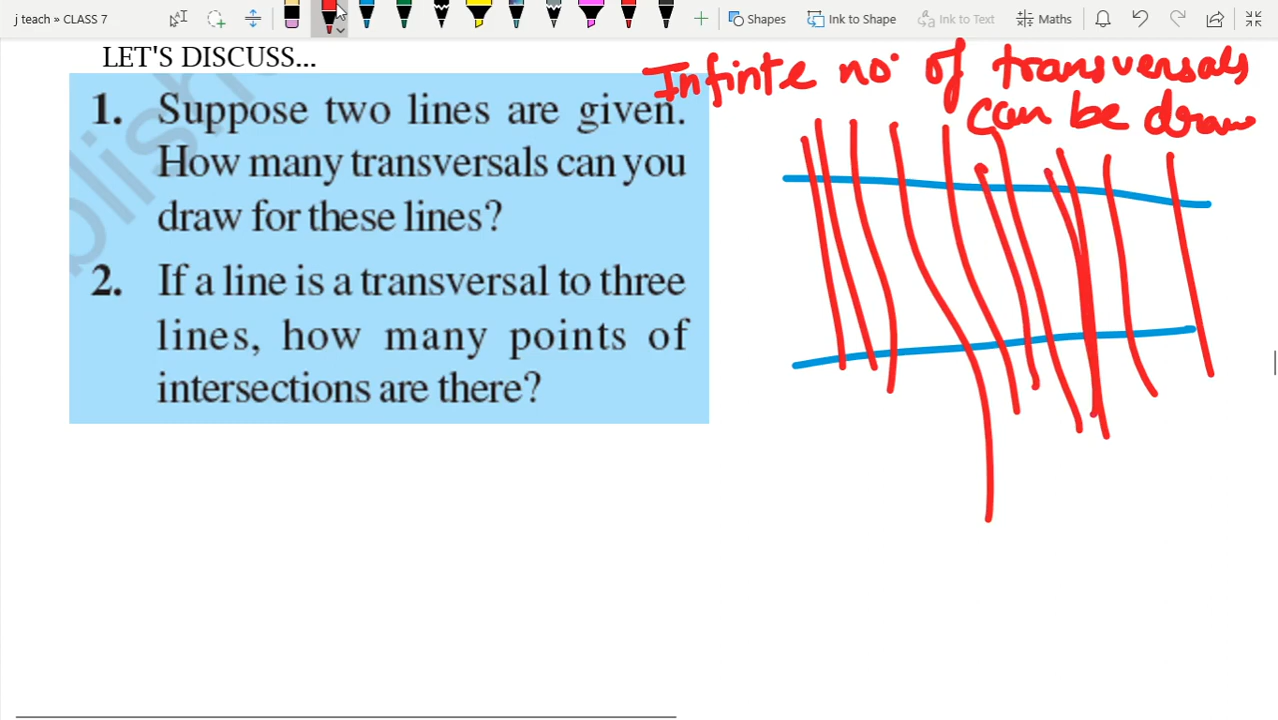 j teach » CLASS 7
Shapes
Ink to Shape
Ink to Text
Maths
LET'S DISCUSS...
Infinte no. of transversals
can be draw
1. Suppose two lines are given.
How many transversals can you
draw for these lines?
2. If a line is a transversal to three
lines, how many points of
intersections are there?